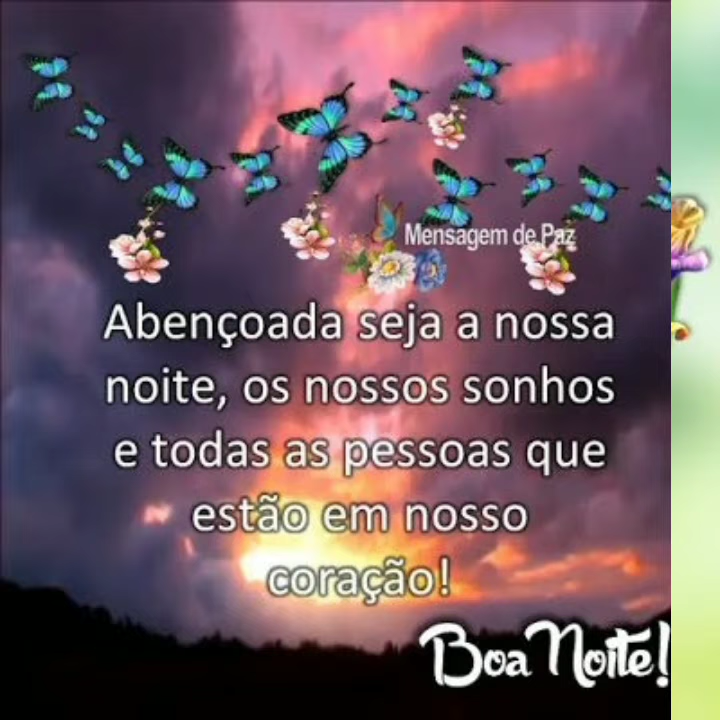 Mensagem de Paz
Abençoada seja a nossa
noite, os nossos sonhos
e todas as pessoas que
estão em nosso
coração!
Boa Noite!